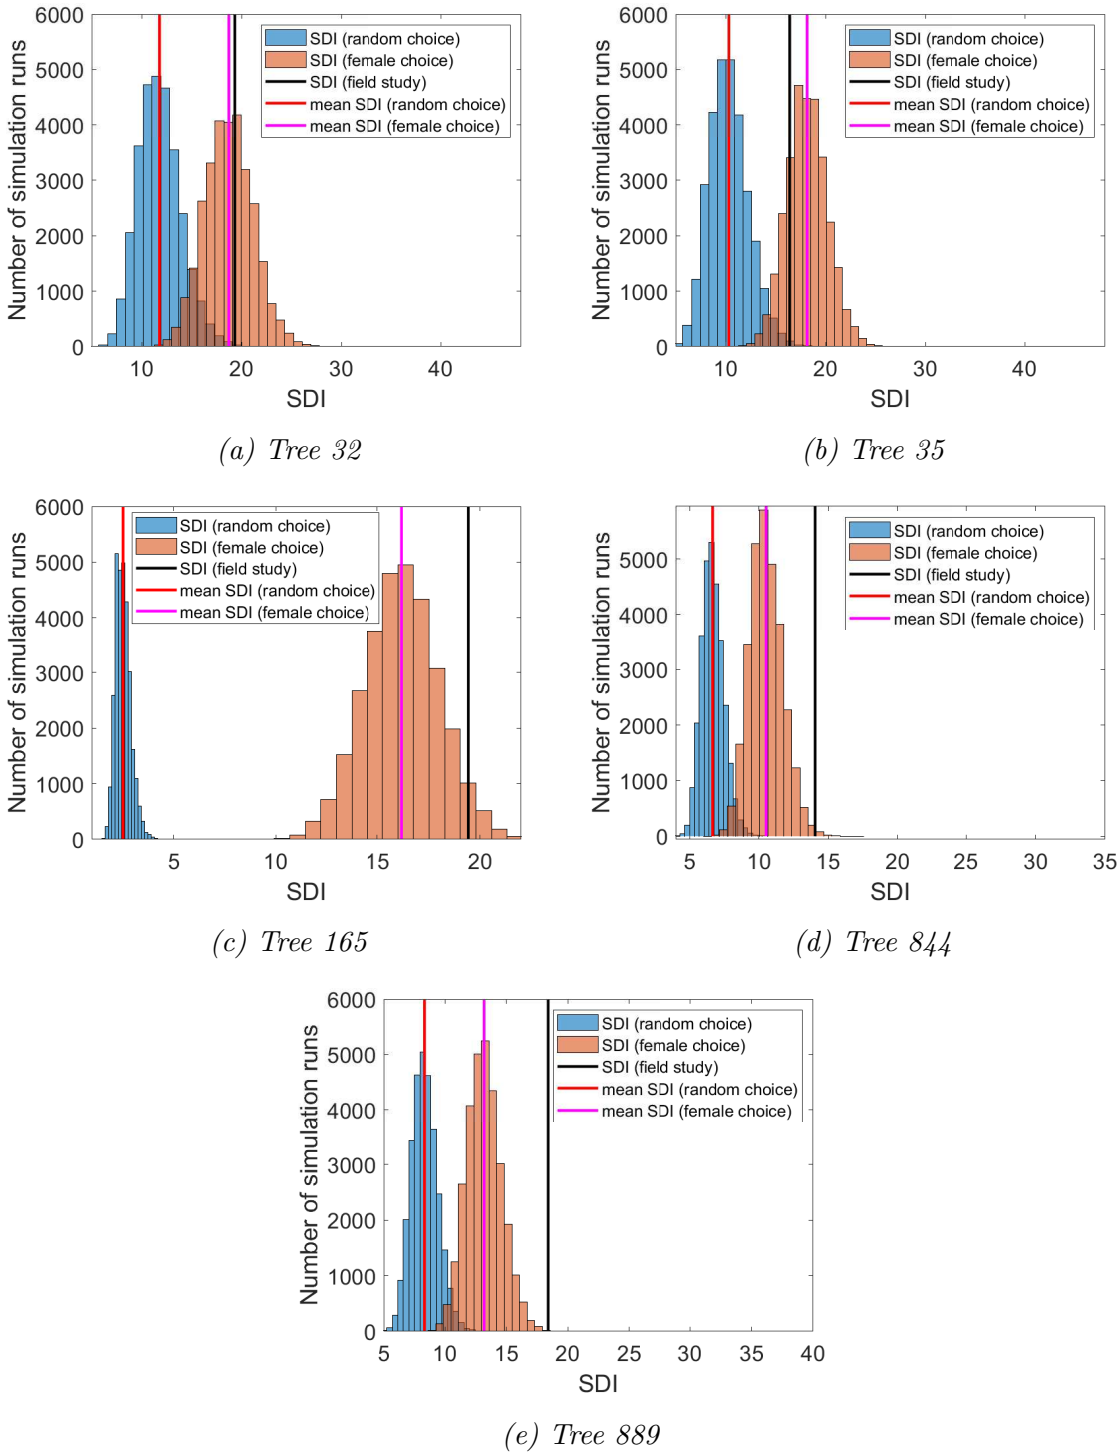 6000
5000
4000
3000
2000
1000
0
Number of simulation runs
SDI (random choice)
SDI (female choice)
SDI (field study)
mean SDI (random choice)
mean SDI (female choice)
10 20 30 40
SDI
(a) Tree 32
6000
5000
4000
3000
2000
1000
0
Number of simulation runs
SDI (random choice)
SDI (female choice)
SDI (field study)
mean SDI (random choice)
mean SDI (female choice)
10 20 30 40
SDI
(b) Tree 35
6000
5000
4000
3000
2000
1000
0
Number of simulation runs
SDI (random choice)
SDI (female choice)
SDI (field study)
mean SDI (random choice)
mean SDI (female choice)
5 10 15 20
SDI
(c) Tree 165
5000
4000
3000
2000
1000
0
Number of simulation runs
SDI (random choice)
SDI (female choice)
SDI (field study)
mean SDI (random choice)
mean SDI (female choice)
5 10 15 20 25 30 35
SDI
(d) Tree 844
6000
5000
4000
3000
2000
1000
0
Number of simulation runs
SDI (random choice)
SDI (female choice)
SDI (field study)
mean SDI (random choice)
mean SDI (female choice)
5 10 15 20 25 30 35 40
SDI
(e) Tree 889